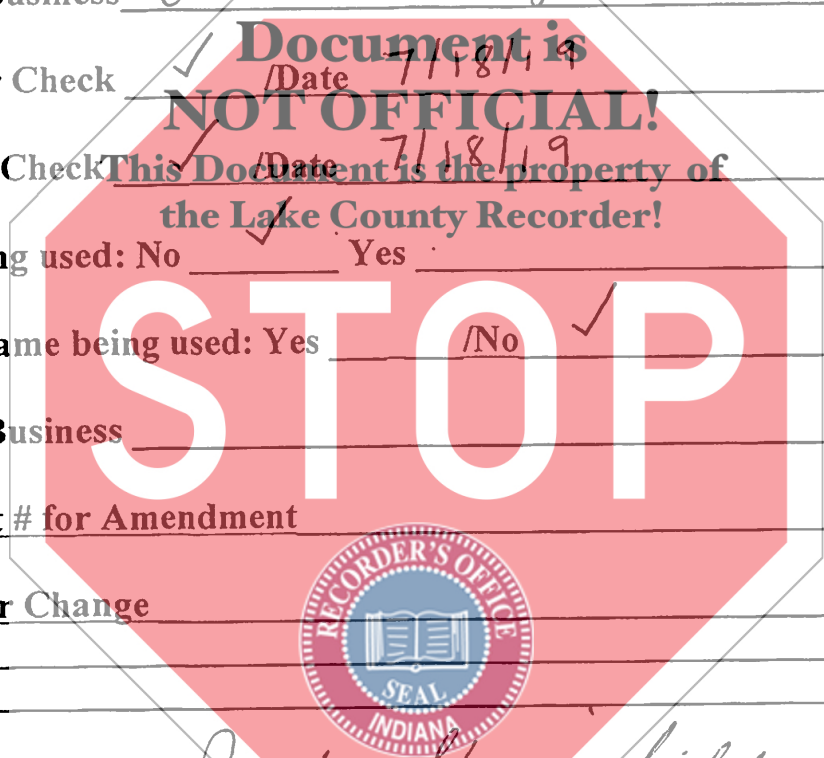 Business
Document is
Check ✓ /Date 7/18/19
NOT OFFICIAL!
Check ✓ /Date 7/18/19
This Document is the property of
the Lake County Recorder!
ng used: No ✓ Yes
STOP
ame being used: Yes /No ✓
Business
# for Amendment
r Change
RECORDER'S OFFICE
SEAL
INDIANA